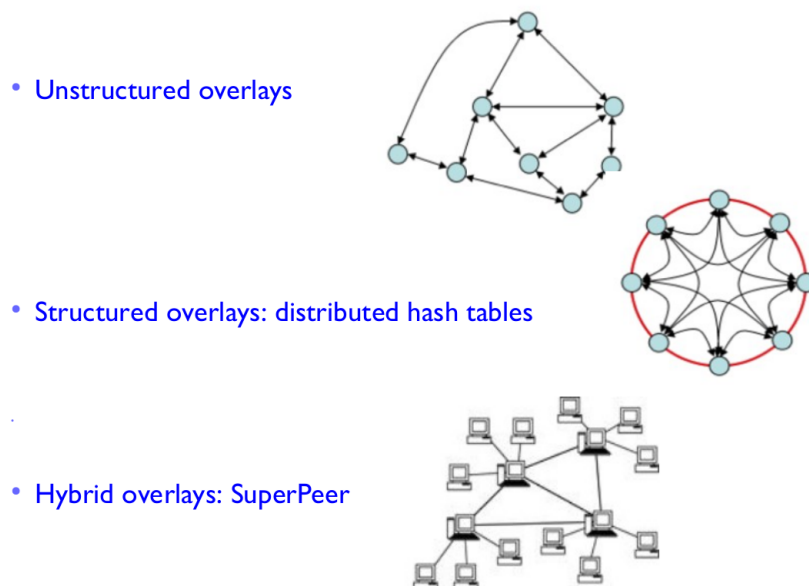 • Unstructured overlays
• Structured overlays: distributed hash tables
• Hybrid overlays: SuperPeer